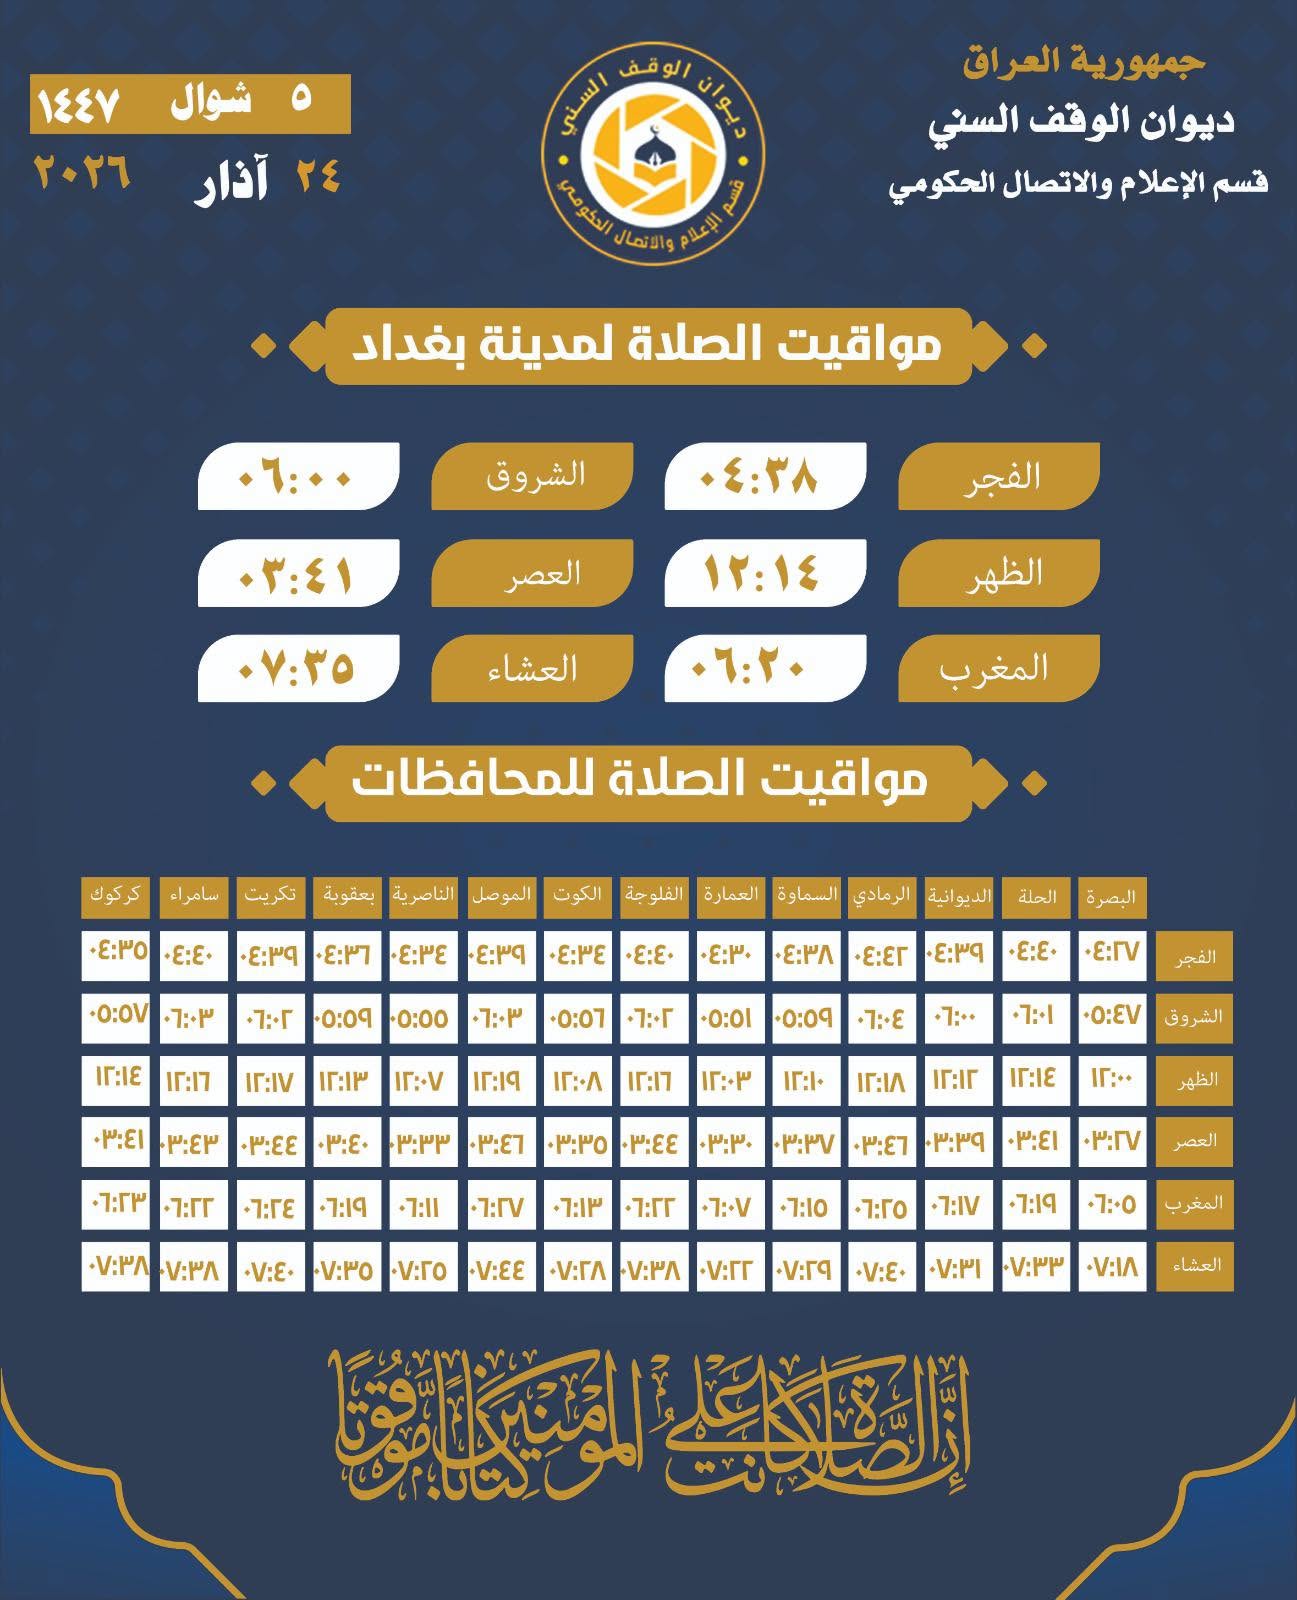 جمهورية العراق
ديوان الوقف السني
قسم الإعلام والاتصال الحكومي
ديوان الوقف السني
قسم الإعلام والاتصال الحكومي
٥ شوال ١٤٤٧
٢٤ آذار ٢٠٢٦
مواقيت الصلاة لمدينة بغداد
الفجر ٠٤:٣٨ الشروق ٠٦:٠٠
الظهر ١٢:١٤ العصر ٠٣:٤١
المغرب ٠٦:٢٠ العشاء ٠٧:٣٥
مواقيت الصلاة للمحافظات
البصرة الحلة الديوانية الرمادي السماوة العمارة الفلوجة الكوت الموصل الناصرية بعقوبة تكريت سامراء كركوك
الفجر ٠٤:٢٧ ٠٤:٤٠ ٠٤:٣٩ ٠٤:٤٢ ٠٤:٣٨ ٠٤:٣٠ ٠٤:٤٠ ٠٤:٣٤ ٠٤:٣٩ ٠٤:٣٤ ٠٤:٣٦ ٠٤:٣٩ ٠٤:٤٠ ٠٤:٣٥
الشروق ٠٥:٤٧ ٠٦:٠١ ٠٦:٠٠ ٠٦:٠٤ ٠٥:٥٩ ٠٥:٥١ ٠٦:٠٢ ٠٥:٥٦ ٠٦:٠٣ ٠٥:٥٥ ٠٥:٥٩ ٠٦:٠٢ ٠٦:٠٣ ٠٥:٥٧
الظهر ١٢:٠٠ ١٢:١٤ ١٢:١٢ ١٢:١٨ ١٢:١٠ ١٢:٠٣ ١٢:١٦ ١٢:٠٨ ١٢:١٩ ١٢:٠٧ ١٢:١٣ ١٢:١٧ ١٢:١٦ ١٢:١٤
العصر ٠٣:٢٧ ٠٣:٤١ ٠٣:٣٩ ٠٣:٤٦ ٠٣:٣٧ ٠٣:٣٠ ٠٣:٤٤ ٠٣:٣٥ ٠٣:٤٦ ٠٣:٣٣ ٠٣:٤٠ ٠٣:٤٤ ٠٣:٤٣ ٠٣:٤١
المغرب ٠٦:٠٥ ٠٦:١٩ ٠٦:١٧ ٠٦:٢٥ ٠٦:١٥ ٠٦:٠٧ ٠٦:٢٢ ٠٦:١٣ ٠٦:٢٧ ٠٦:١١ ٠٦:١٩ ٠٦:٢٤ ٠٦:٢٢ ٠٦:٢٣
العشاء ٠٧:١٨ ٠٧:٣٣ ٠٧:٣١ ٠٧:٤٠ ٠٧:٢٩ ٠٧:٢٢ ٠٧:٣٨ ٠٧:٢٨ ٠٧:٤٤ ٠٧:٢٥ ٠٧:٣٥ ٠٧:٤٠ ٠٧:٣٨ ٠٧:٣٨
إِنَّ الصَّلَاةَ كَانَتْ عَلَى الْمُؤْمِنِينَ كِتَابًا مَّوْقُوتًا